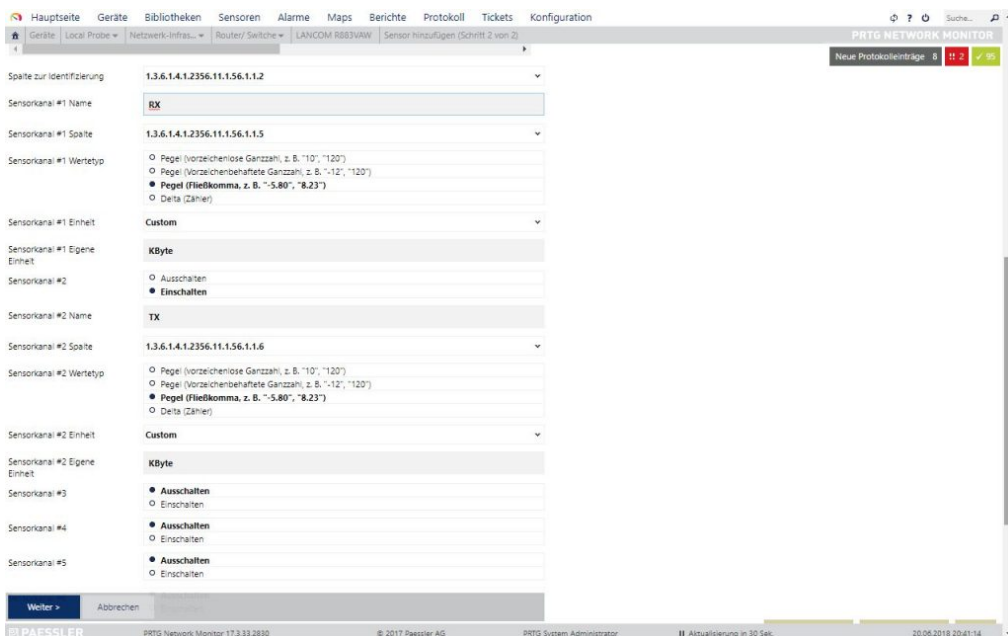 Hauptseite Geräte Bibliotheken Sensoren Alarme Maps Berichte Protokoll Tickets Konfiguration Suche...
Geräte Local Probe Netzwerk-Infras... Router/ Switche LANCOM R883VAW Sensor hinzufügen (Schritt 2 von 2) PRTG NETWORK MONITOR
Neue Protokolleinträge 8 !! 2 ✓ 95
Spalte zur Identifizierung 1.3.6.1.4.1.2356.11.1.56.1.1.2
Sensorkanal #1 Name RX
Sensorkanal #1 Spalte 1.3.6.1.4.1.2356.11.1.56.1.1.5
Sensorkanal #1 Wertetyp Pegel (vorzeichenlose Ganzzahl, z. B. "10", "120")
Pegel (Vorzeichenbehaftete Ganzzahl, z. B. "-12", "120")
Pegel (Fließkomma, z. B. "-5.80", "8.23")
Delta (Zähler)
Sensorkanal #1 Einheit Custom
Sensorkanal #1 Eigene Einheit KByte
Sensorkanal #2 Ausschalten
Einschalten
Sensorkanal #2 Name TX
Sensorkanal #2 Spalte 1.3.6.1.4.1.2356.11.1.56.1.1.6
Sensorkanal #2 Wertetyp Pegel (vorzeichenlose Ganzzahl, z. B. "10", "120")
Pegel (Vorzeichenbehaftete Ganzzahl, z. B. "-12", "120")
Pegel (Fließkomma, z. B. "-5.80", "8.23")
Delta (Zähler)
Sensorkanal #2 Einheit Custom
Sensorkanal #2 Eigene Einheit KByte
Sensorkanal #3 Ausschalten
Einschalten
Sensorkanal #4 Ausschalten
Einschalten
Sensorkanal #5 Ausschalten
Einschalten
Weiter > Abbrechen
PAESSLER PRTG Network Monitor 17.3.33.2830 © 2017 Paessler AG PRTG System Administrator Aktualisierung in 30 Sek. 20.06.2018 20:41:14